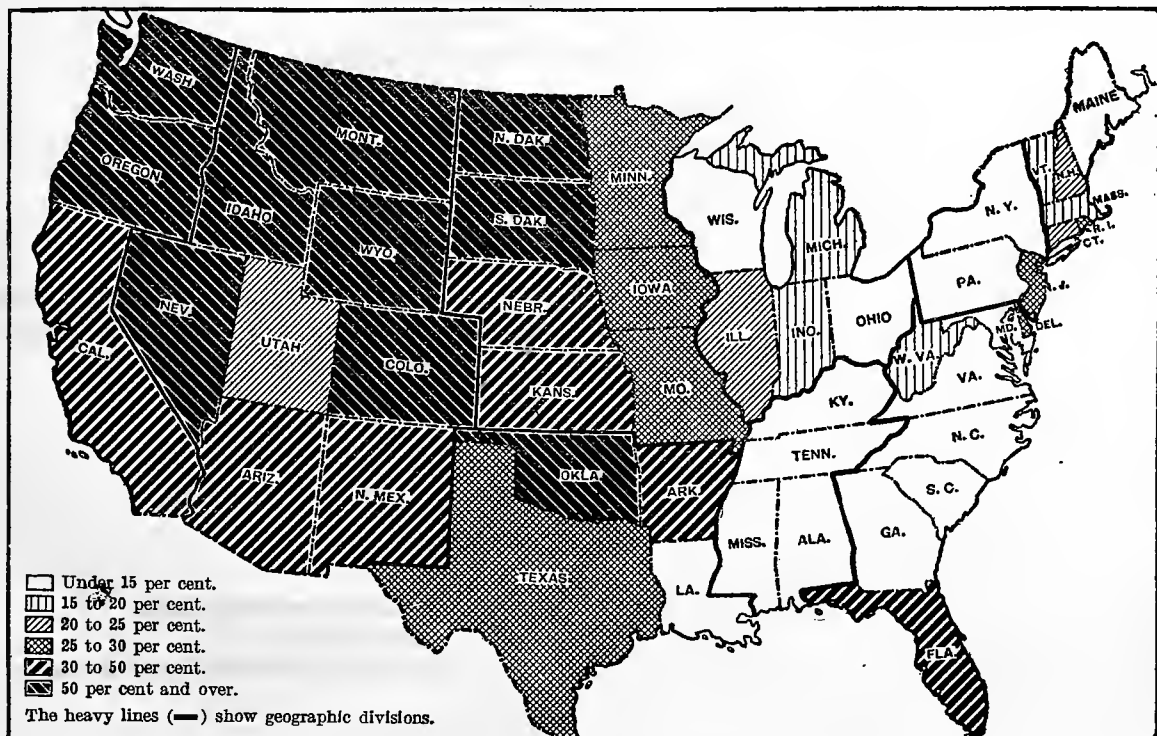 WASH
MONT.
N. DAK.
MINN.
MAINE
OREGON
IDAHO
S. DAK.
WIS.
MICH.
N. Y.
VT.
N.H.
MASS.
R. I.
CT.
WYO.
NEBR.
IOWA
PA.
N. J.
NEV.
UTAH
COLO.
KANS.
MO.
ILL.
IND.
OHIO
W. VA.
MD.
DEL.
VA.
CAL.
KY.
N. C.
TENN.
ARIZ.
N. MEX.
OKLA.
ARK.
S. C.
MISS.
ALA.
GA.
TEXAS
LA.
FLA.
Under 15 per cent.
15 to 20 per cent.
20 to 25 per cent.
25 to 30 per cent.
30 to 50 per cent.
50 per cent and over.
The heavy lines (━) show geographic divisions.